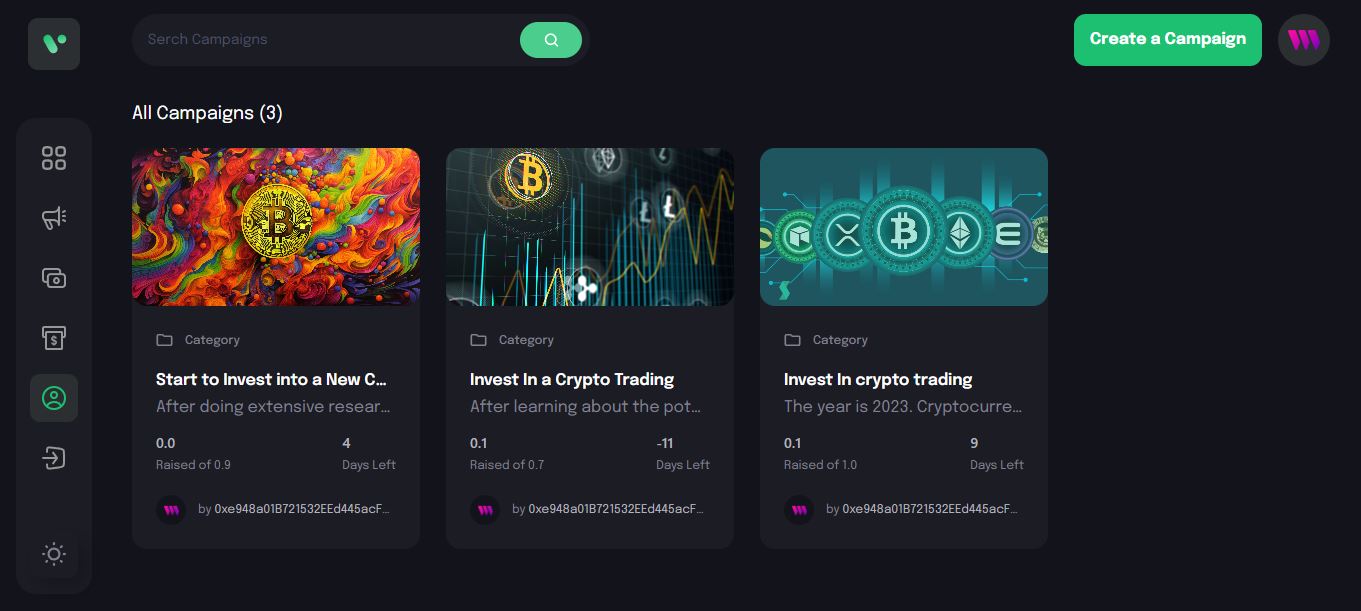 Serch Campaigns
Create a Campaign
All Campaigns (3)
Category
Start to Invest into a New C...
After doing extensive resear...
0.0
4
Raised of 0.9
Days Left
by 0xe948a01B721532EEd445acF...
Category
Invest In a Crypto Trading
After learning about the pot...
0.1
-11
Raised of 0.7
Days Left
by 0xe948a01B721532EEd445acF...
Category
Invest In crypto trading
The year is 2023. Cryptocurre...
0.1
9
Raised of 1.0
Days Left
by 0xe948a01B721532EEd445acF...